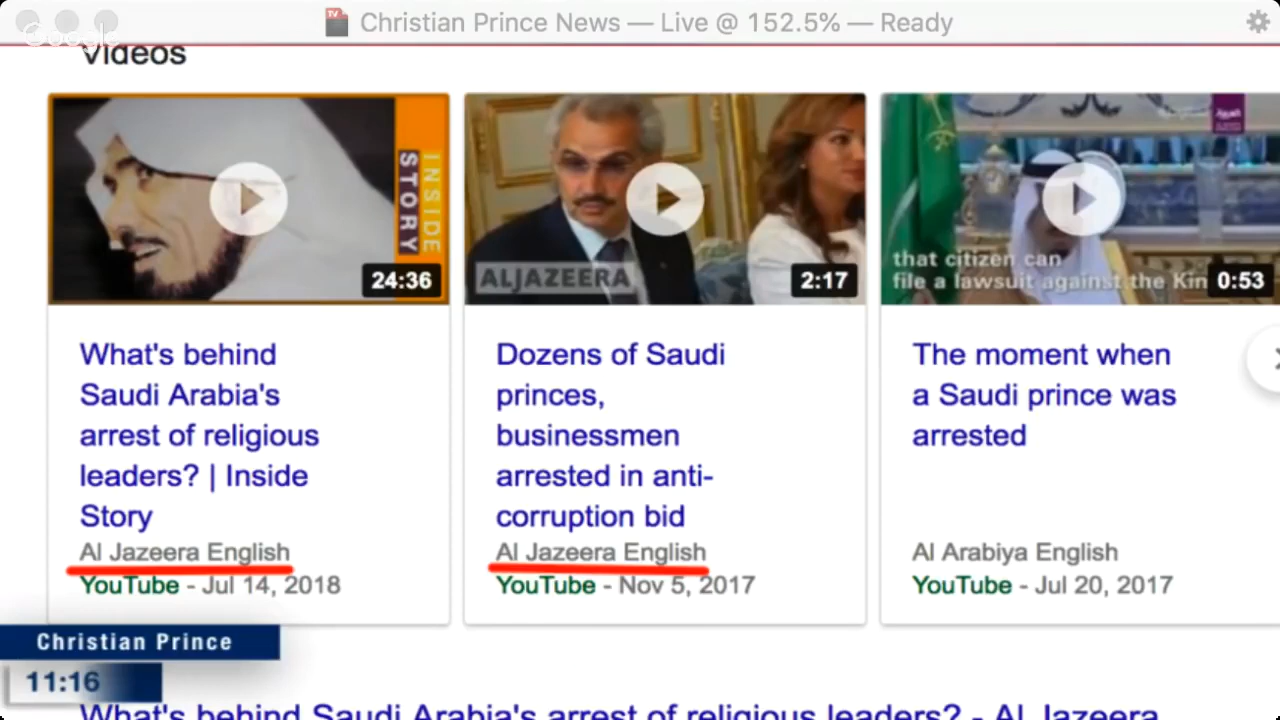 Christian Prince News — Live @ 152.5% — Ready
Google
Videos
INSIDE
STORY
24:36
ALJAZEERA
2:17
that citizen can
file a lawsuit against the Kin
0:53
What's behind
Saudi Arabia's
arrest of religious
leaders? | Inside
Story
Al Jazeera English
YouTube - Jul 14, 2018
Dozens of Saudi
princes,
businessmen
arrested in anti-
corruption bid
Al Jazeera English
YouTube - Nov 5, 2017
The moment when
a Saudi prince was
arrested
Al Arabiya English
YouTube - Jul 20, 2017
Christian Prince
11:16
What's behind Saudi Arabia's arrest of religious leaders? - Al Jazeera